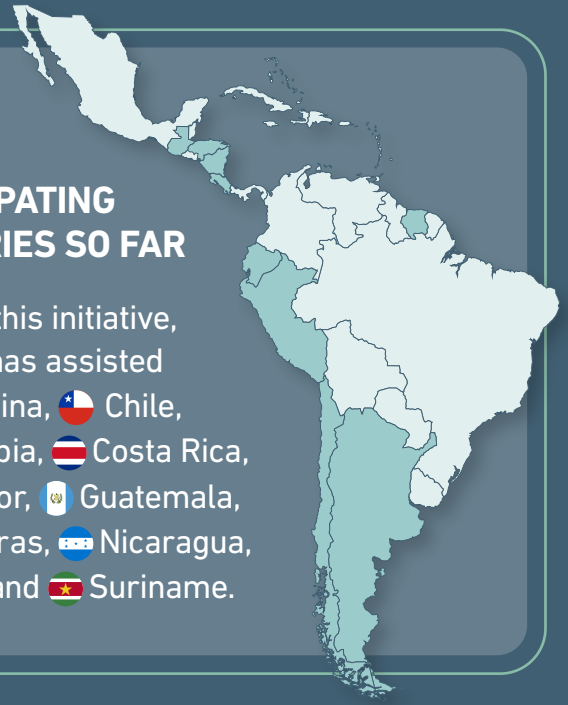 PATING
RIES SO FAR
this initiative,
has assisted
ina, Chile,
bia, Costa Rica,
or, Guatemala,
ras, Nicaragua,
and Suriname.